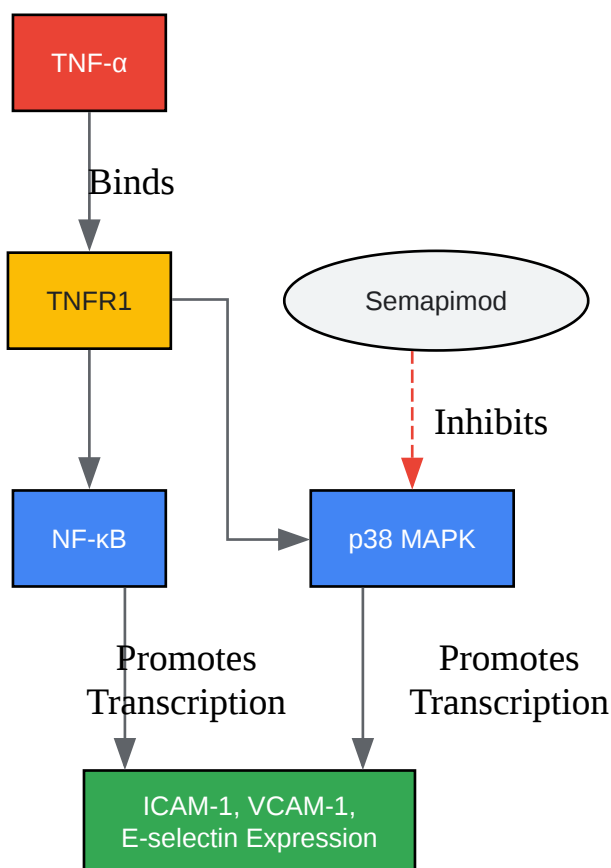 TNF-α
Binds
TNFR1
Semapimod
Inhibits
NF-κB
p38 MAPK
Promotes
Transcription
Promotes
Transcription
ICAM-1, VCAM-1,
E-selectin Expression